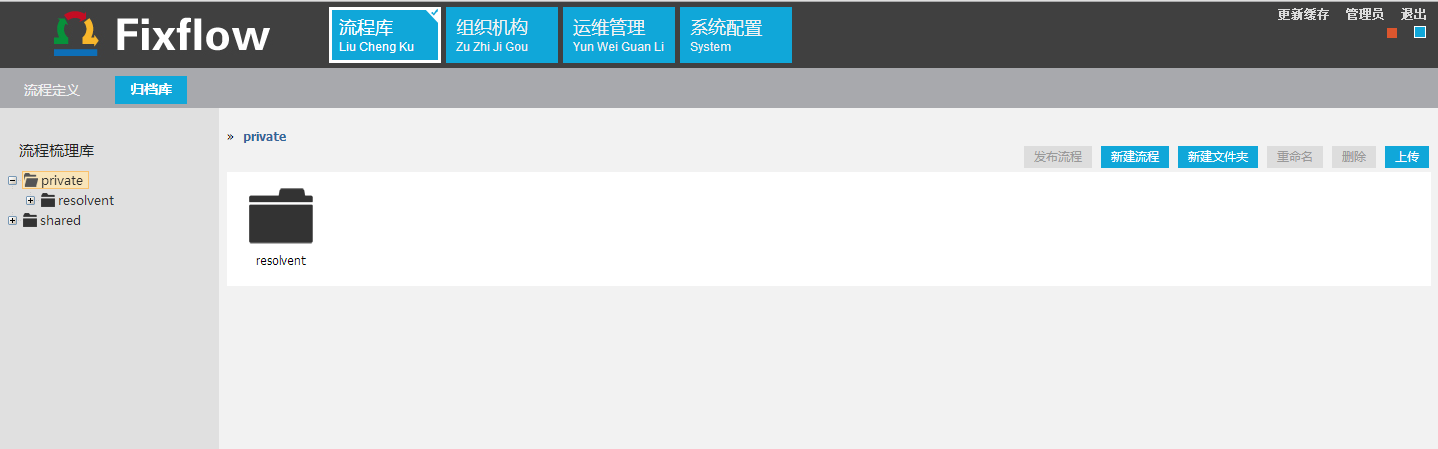 Fixflow
流程库
Liu Cheng Ku
组织机构
Zu Zhi Ji Gou
运维管理
Yun Wei Guan Li
系统配置
System
更新缓存 管理员 退出
流程定义 归档库
流程梳理库
private
resolvent
shared
» private
发布流程 新建流程 新建文件夹 重命名 删除 上传
resolvent